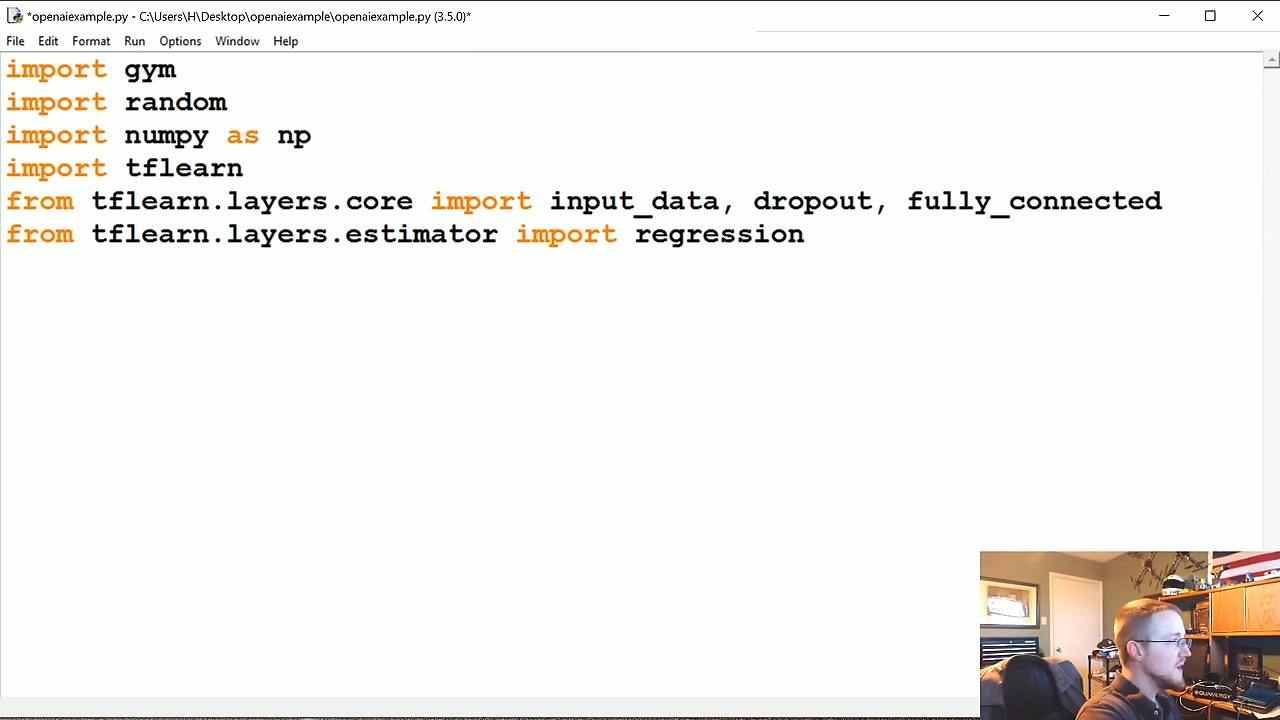 *openaiexample.py - C:\Users\H\Desktop\openaiexample\openaiexample.py (3.5.0)*
File Edit Format Run Options Window Help
import gym
import random
import numpy as np
import tflearn
from tflearn.layers.core import input_data, dropout, fully_connected
from tflearn.layers.estimator import regression